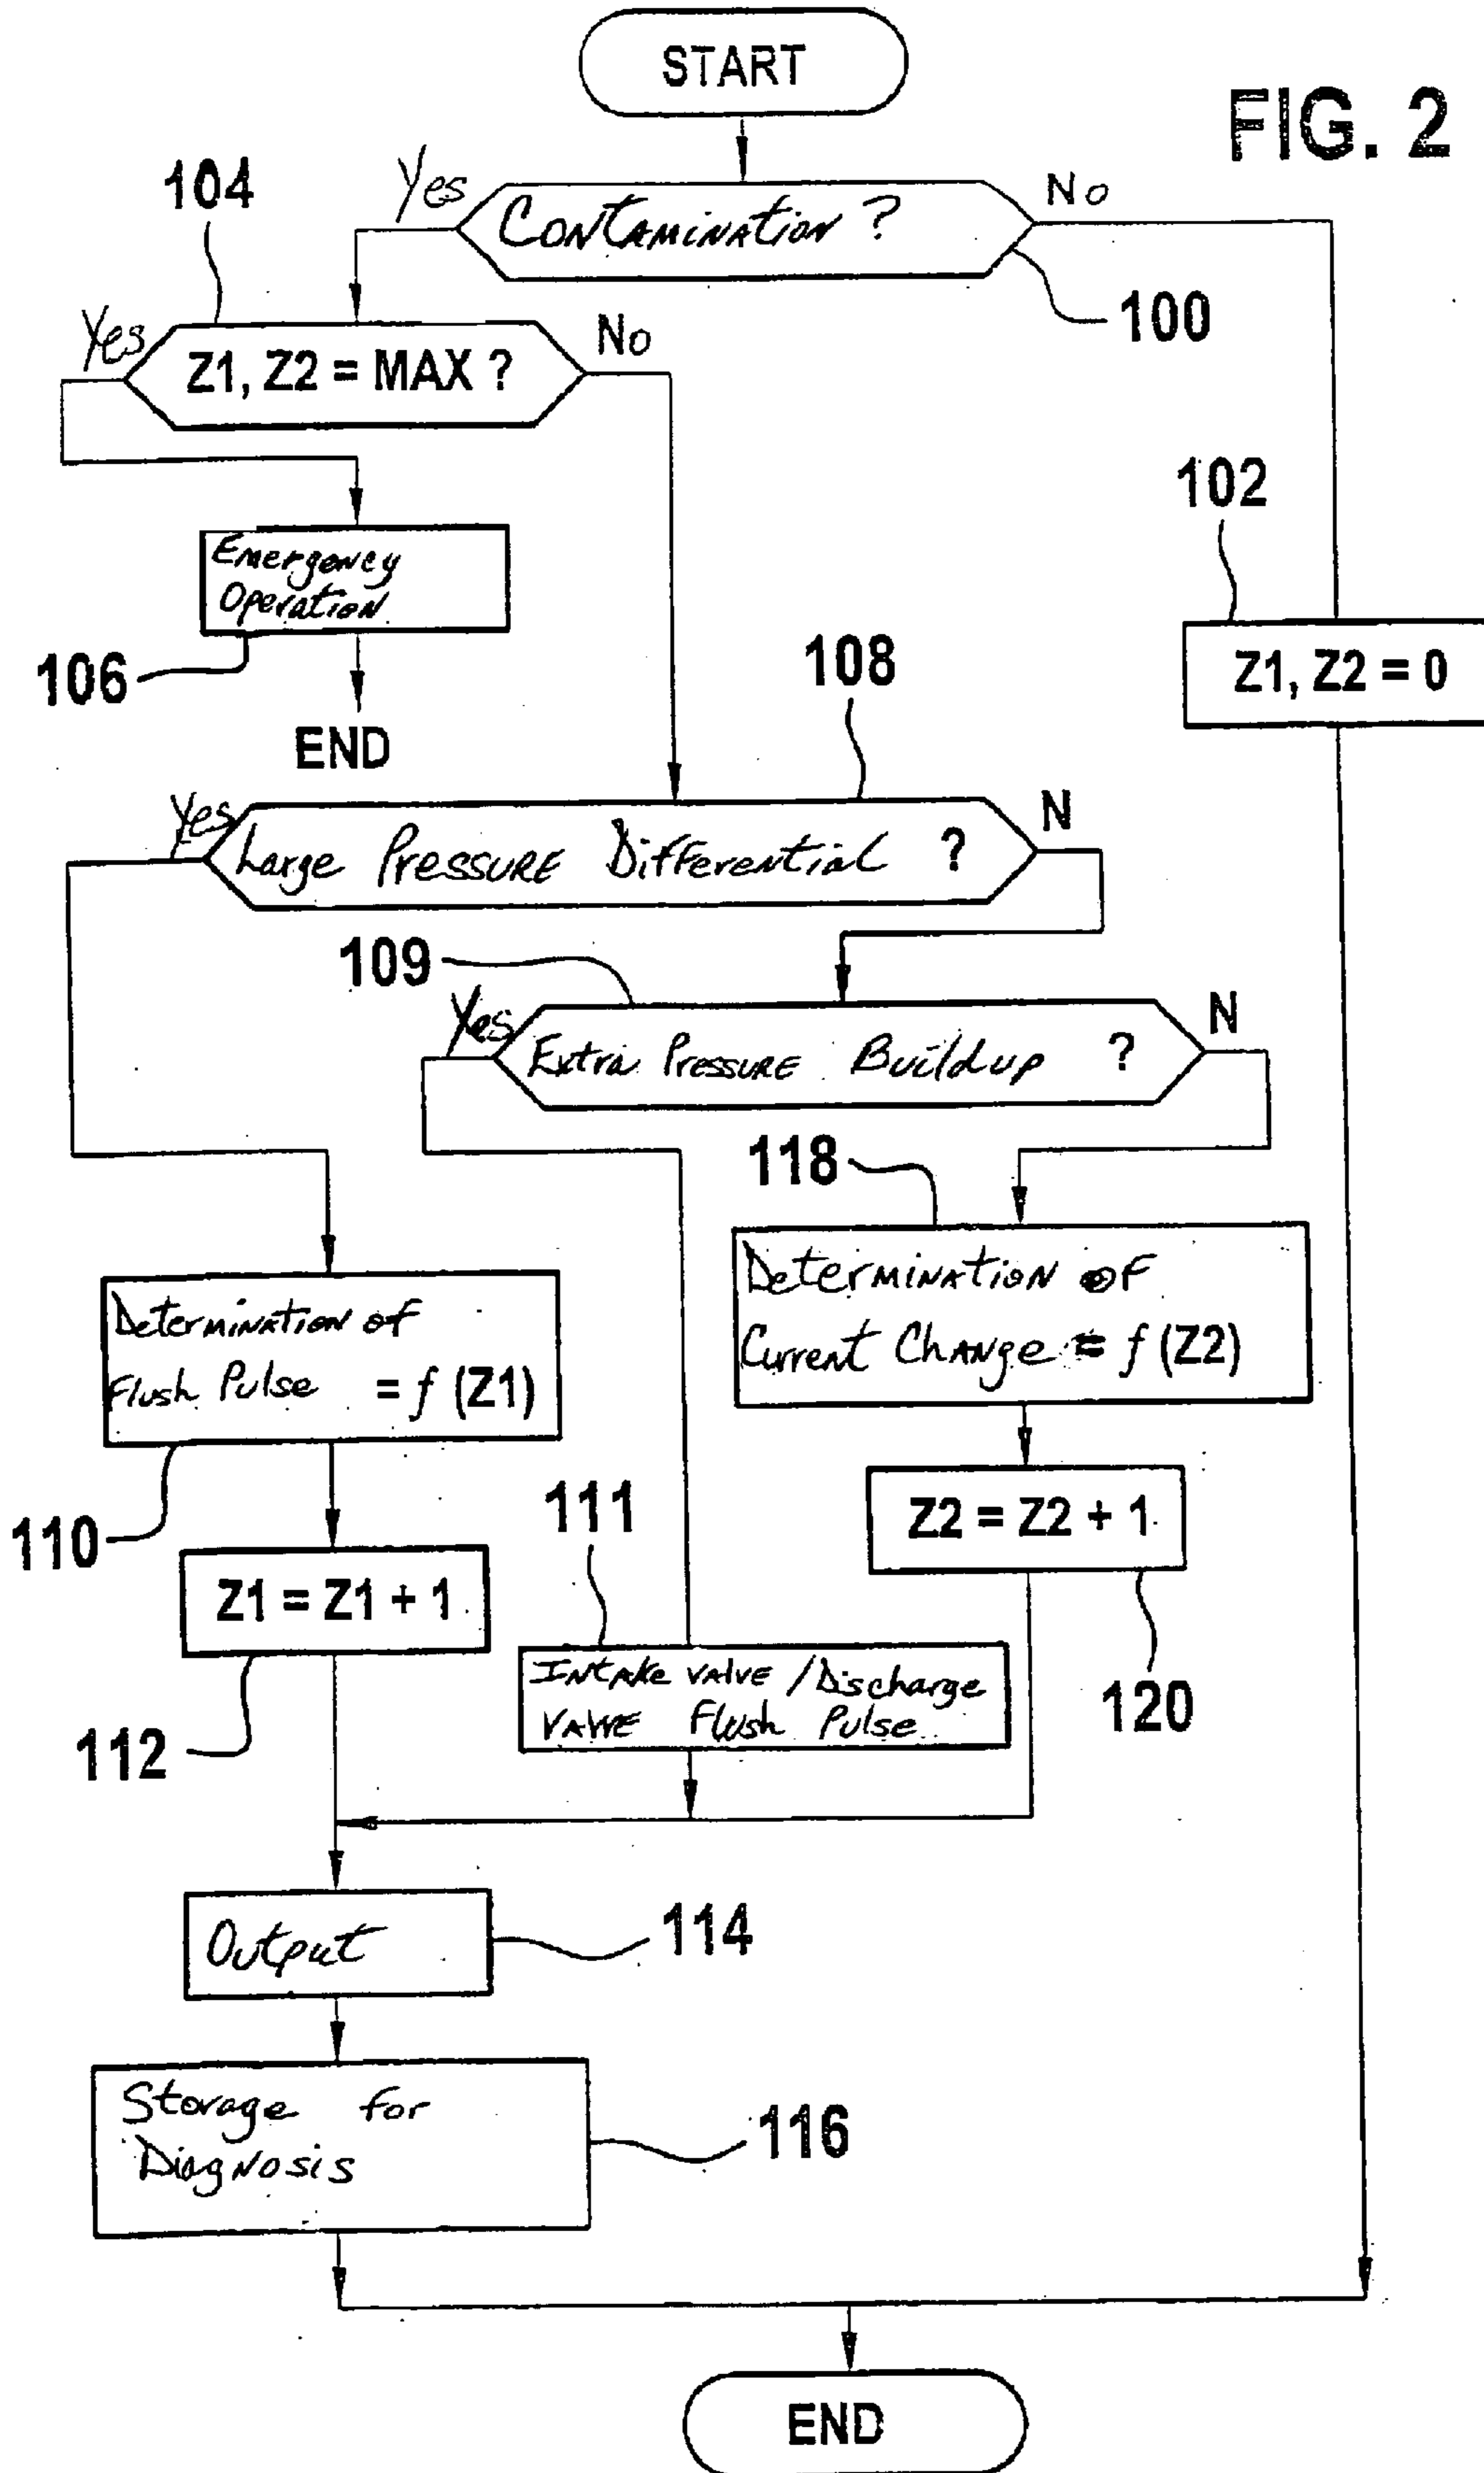 START
FIG. 2
104
Yes
No
Contamination ?
100
Yes
No
Z1, Z2 = MAX ?
102
Emergency
Operation
Z1, Z2 = 0
106
108
END
Yes
N
Large Pressure Differential ?
109
Yes
N
Extra Pressure Buildup ?
118
Determination of
Current Change = f (Z2)
Determination of
Flush Pulse = f (Z1)
111
Z2 = Z2 + 1
110
Z1 = Z1 + 1
Intake valve / Discharge
valve Flush Pulse
120
112
Output
114
Storage for
Diagnosis
116
END